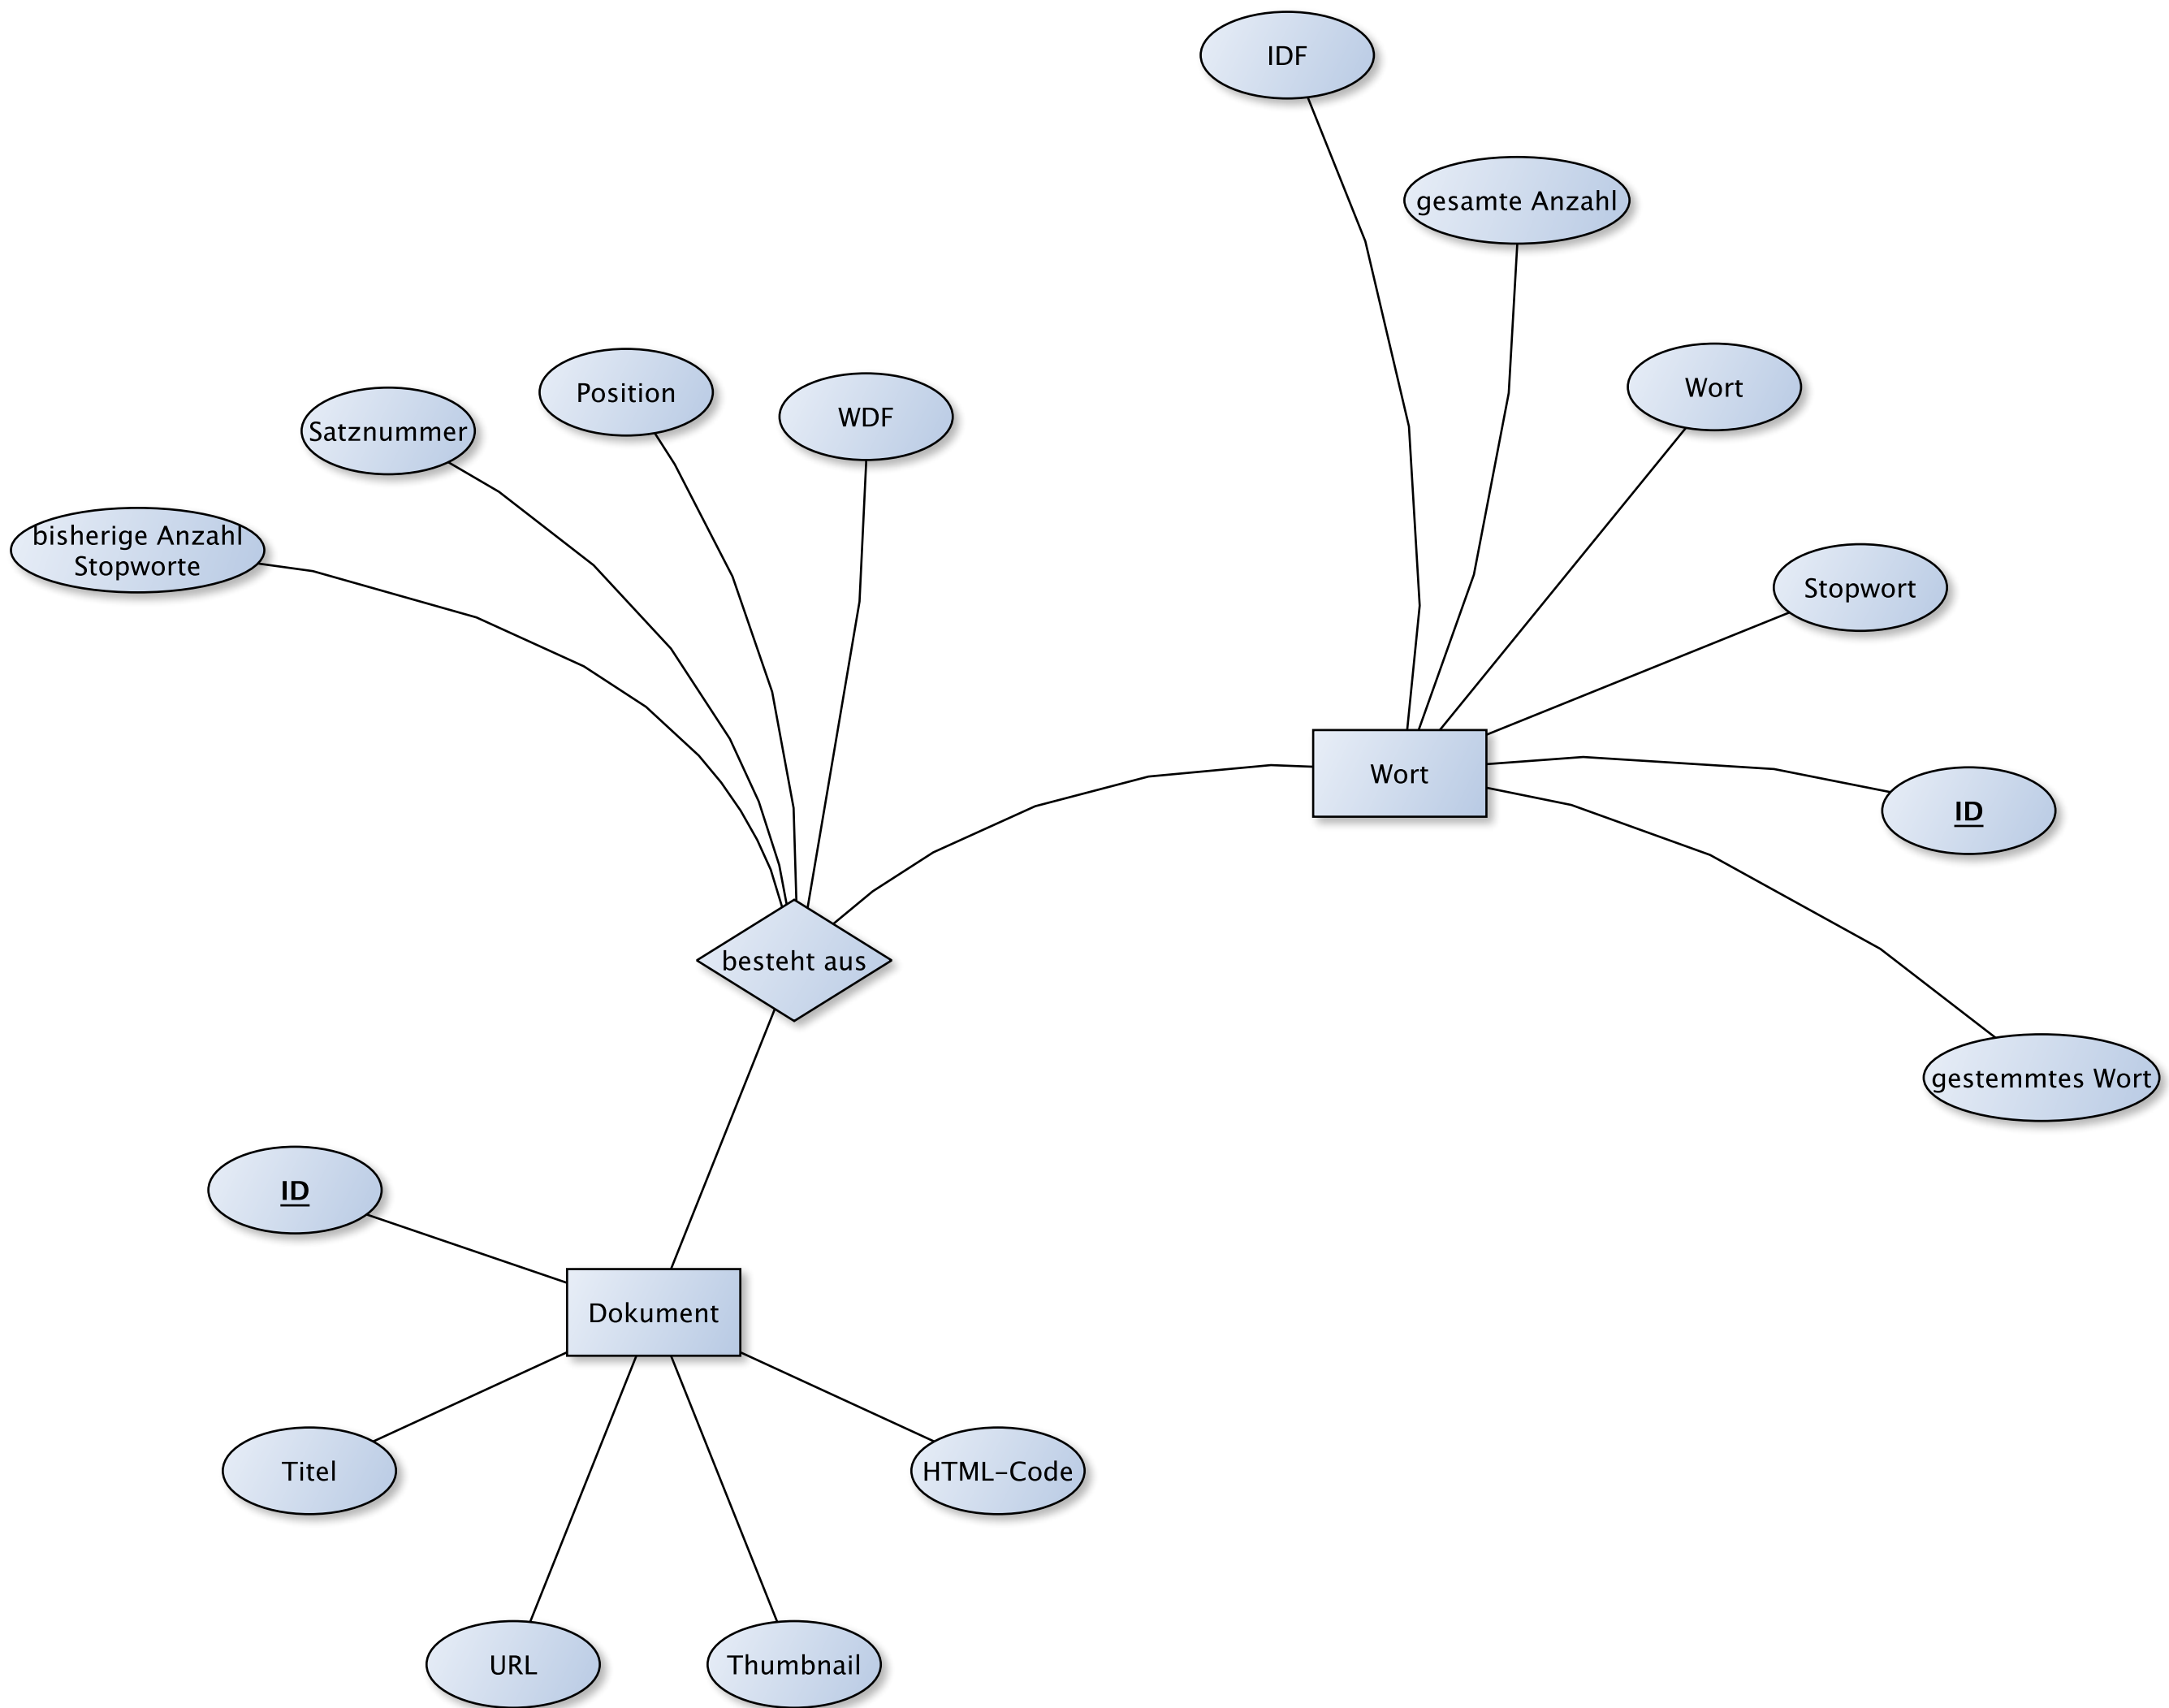 IDF
gesamte Anzahl
Wort
Position
WDF
Satznummer
bisherige Anzahl
Stopworte
Stopwort
Wort
ID
besteht aus
gestemmtes Wort
ID
Dokument
Titel
HTML-Code
URL
Thumbnail